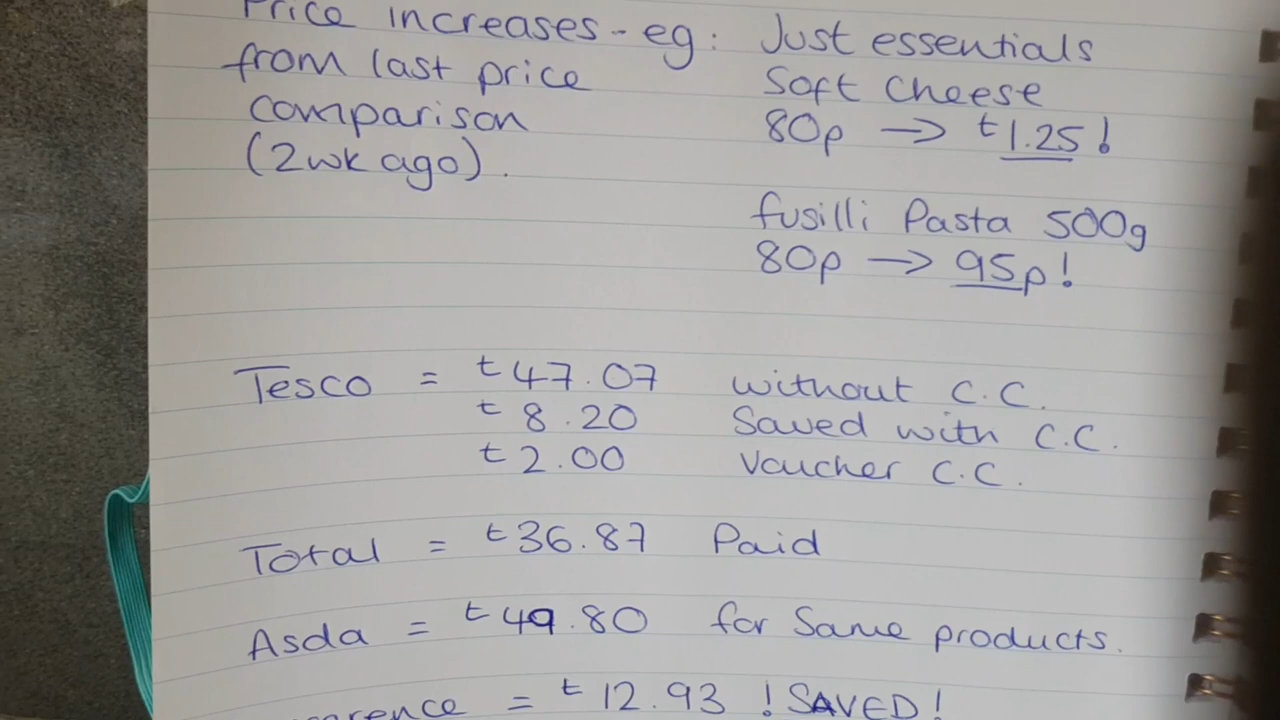 Price increases - eg: Just essentials
from last price Soft Cheese
comparison 80p → £1.25!
(2wk ago).
fusilli Pasta 500g
80p → 95p!
Tesco = £47.07 without C.C.
£8.20 Saved with C.C.
£2.00 Voucher C.C.
Total = £36.87 Paid
Asda = £49.80 for Same products.
= £12.93 !SAVED!